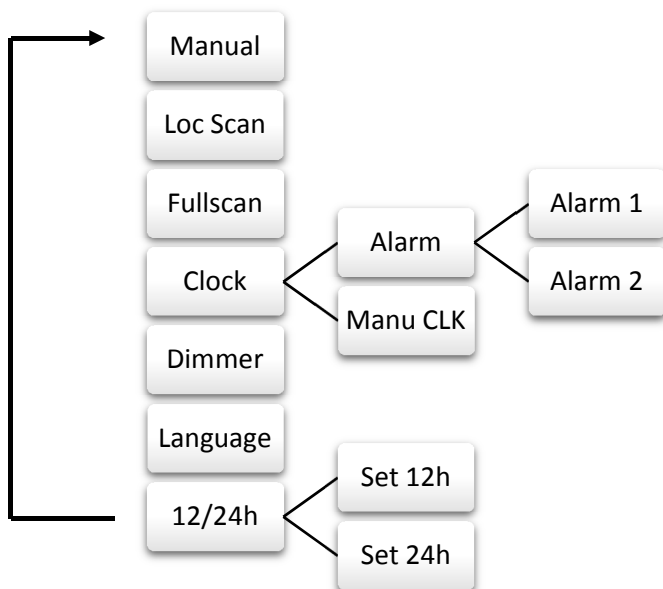 Manual
Loc Scan
Fullscan
Clock
Alarm
Alarm 1
Alarm 2
Manu CLK
Dimmer
Language
12/24h
Set 12h
Set 24h